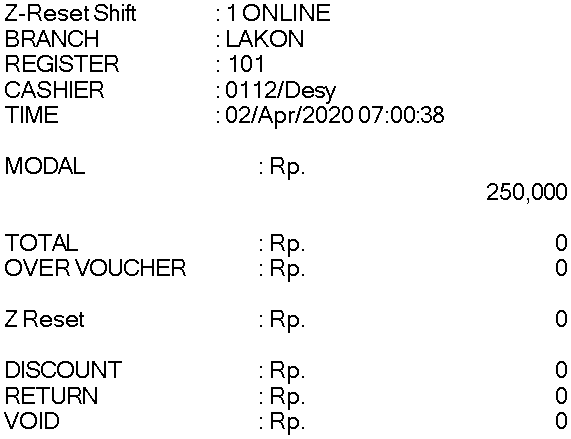 Z-Reset Shift : 1 ONLINE
BRANCH : LAKON
REGISTER : 101
CASHIER : 0112/Desy
TIME : 02/Apr/2020 07:00:38
MODAL : Rp.
250,000
TOTAL : Rp. 0
OVER VOUCHER : Rp. 0
Z Reset : Rp. 0
DISCOUNT : Rp. 0
RETURN : Rp. 0
VOID : Rp. 0